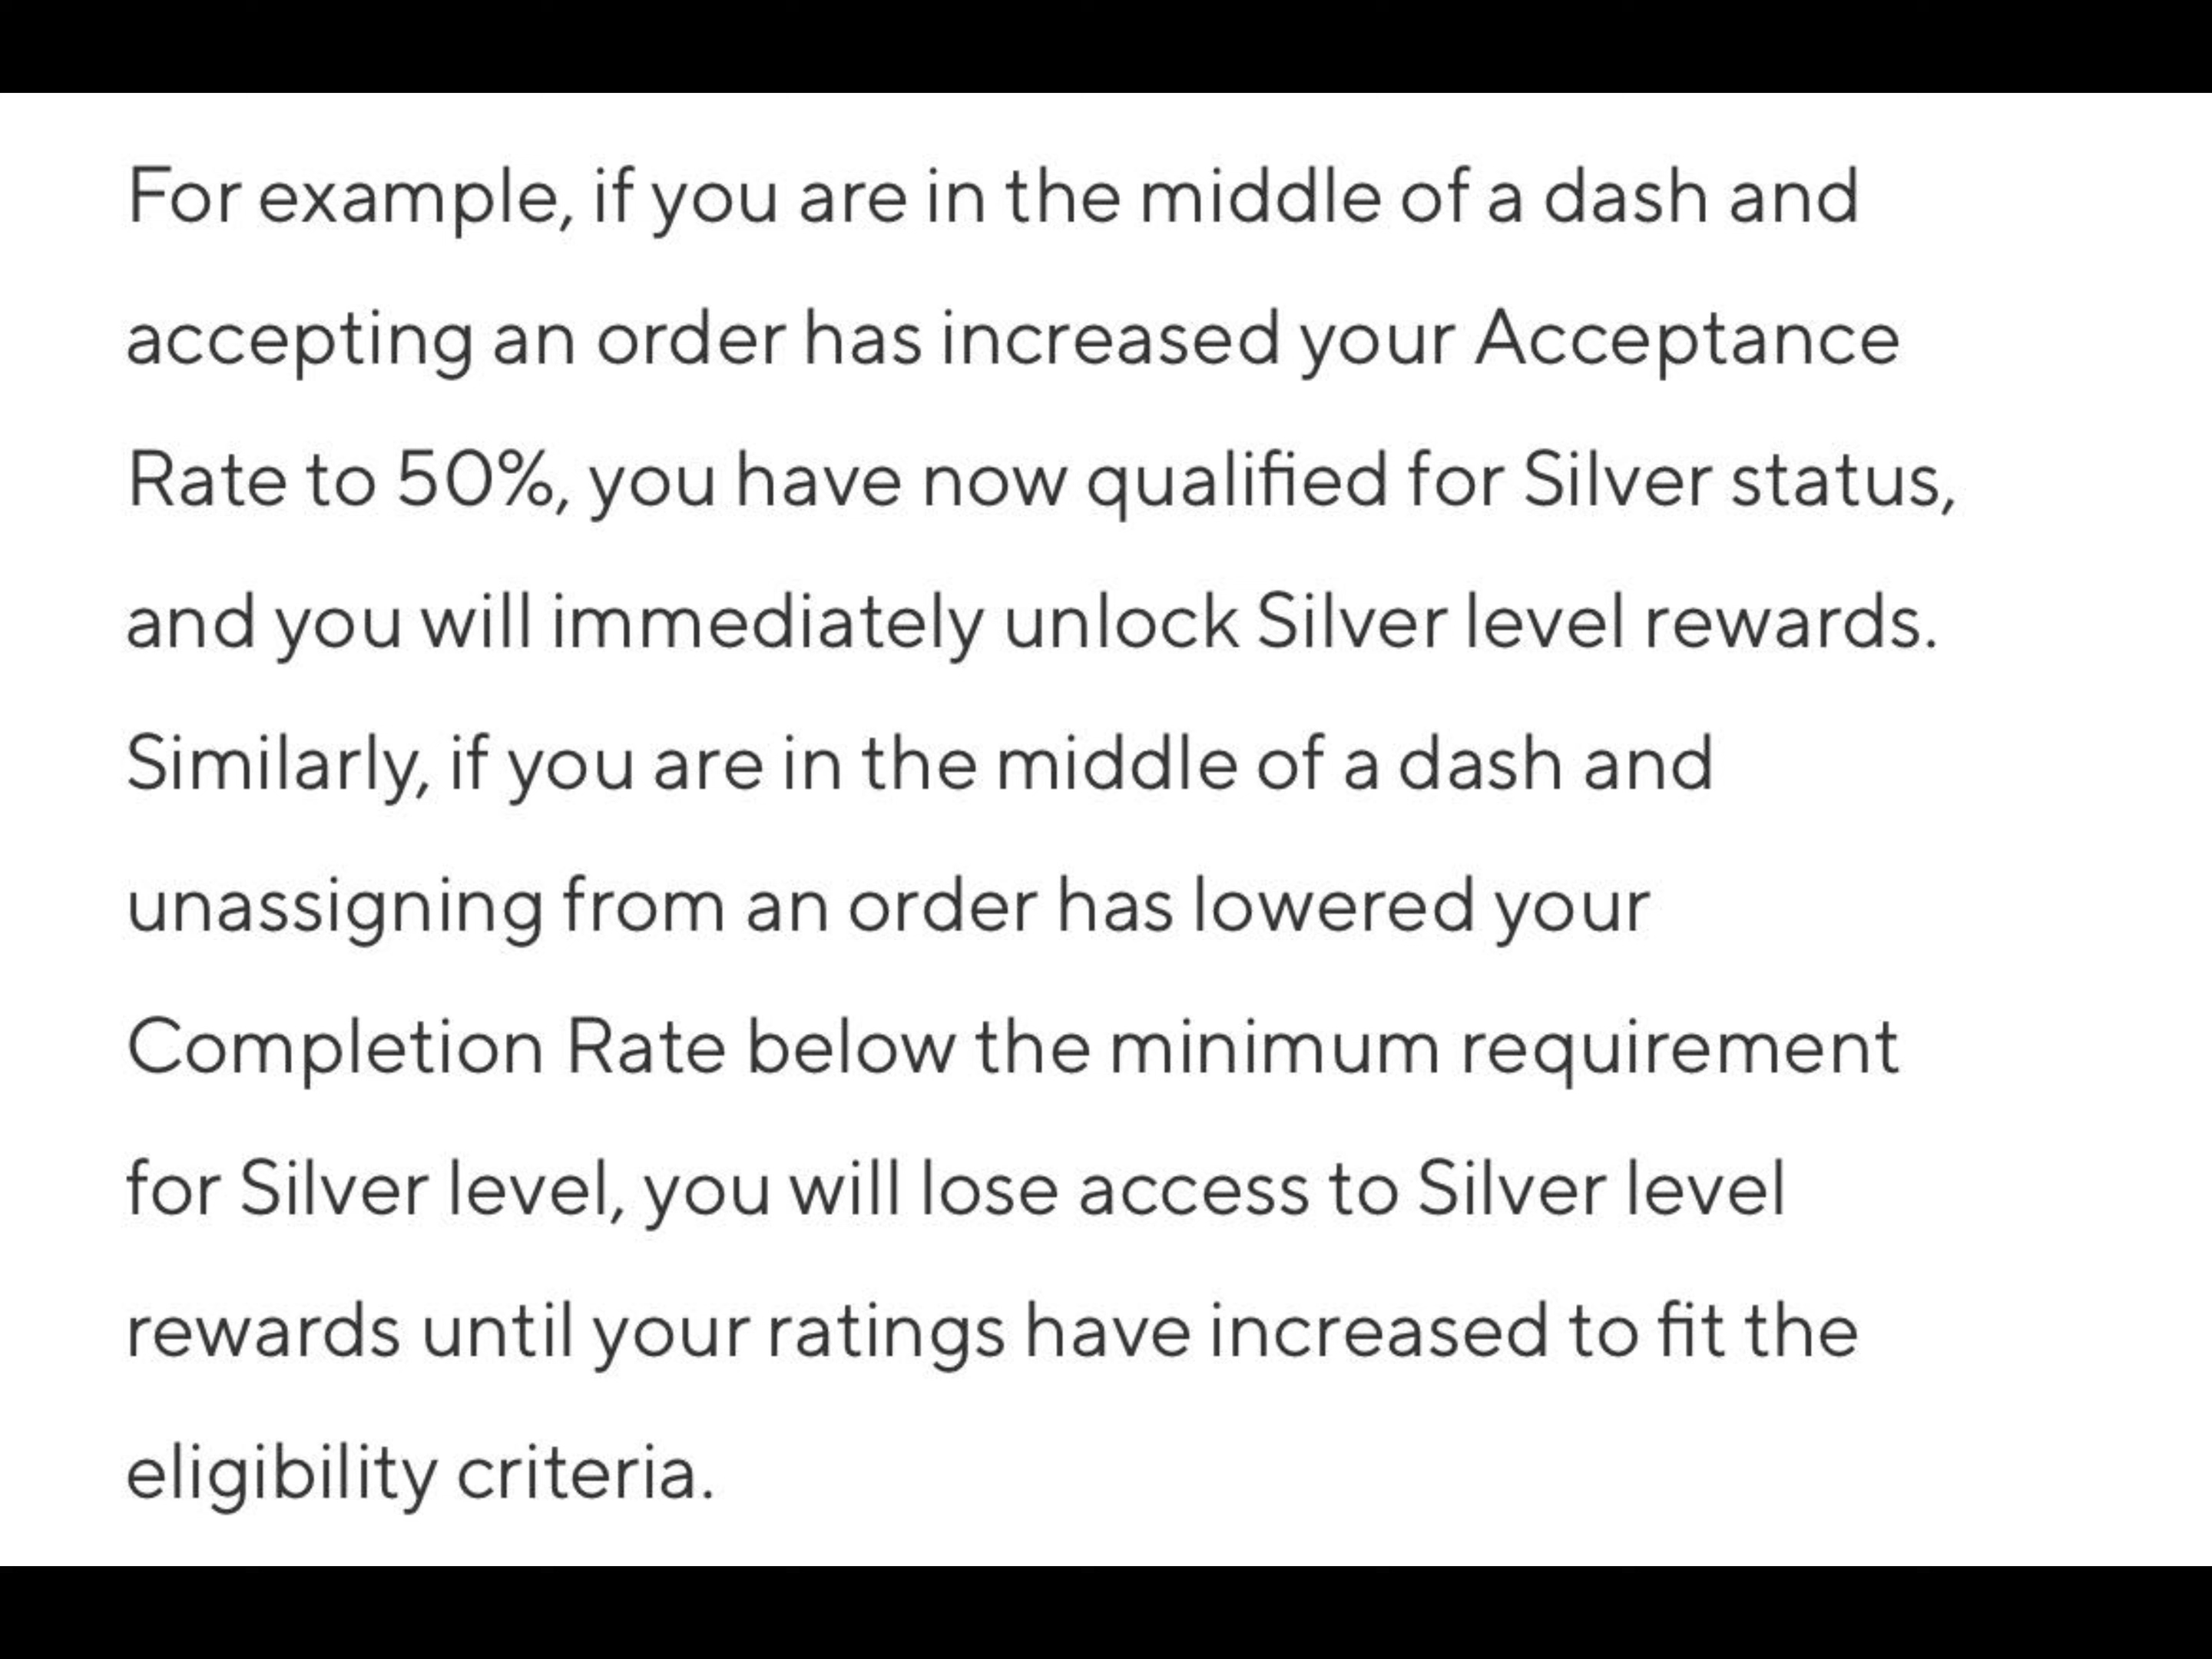 For example, if you are in the middle of a dash and
accepting an order has increased your Acceptance
Rate to 50%, you have now qualified for Silver status,
and you will immediately unlock Silver level rewards.
Similarly, if you are in the middle of a dash and
unassigning from an order has lowered your
Completion Rate below the minimum requirement
for Silver level, you will lose access to Silver level
rewards until your ratings have increased to fit the
eligibility criteria.